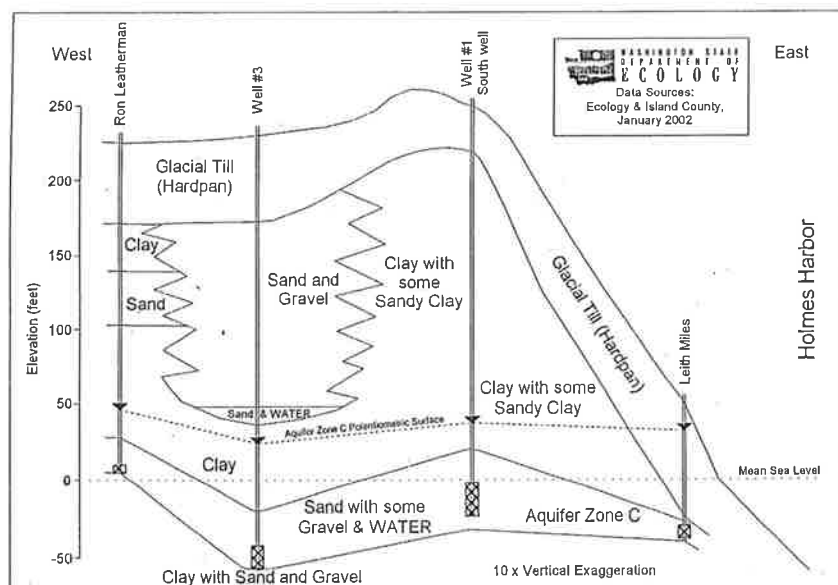 West
East
Ron Leatherman
Well #3
Well #1
South well
WASHINGTON STATE
DEPARTMENT OF
ECOLOGY
Data Sources:
Ecology & Island County,
January 2002
Elevation (feet)
250
200
150
100
50
0
-50
Glacial Till
(Hardpan)
Clay
Sand
Sand and
Gravel
Clay with
some
Sandy Clay
Glacial Till (Hardpan)
Leith Miles
Holmes Harbor
Sand & WATER
Aquifer Zone C Potentiometric Surface
Clay with some
Sandy Clay
Clay
Mean Sea Level
Sand with some
Gravel & WATER
Aquifer Zone C
Clay with Sand and Gravel
10 x Vertical Exaggeration